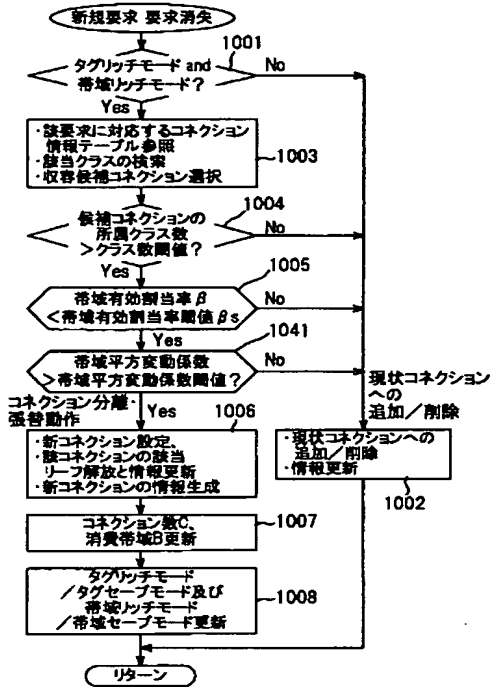 新規要求 要求消失
1001
タグリッチモード and
帯域リッチモード?
No
Yes
・該要求に対応するコネクション
情報テーブル参照
・該当クラスの検索
・収容候補コネクション選択
1003
1004
候補コネクションの
所属クラス数
>クラス数閾値?
No
Yes
1005
帯域有効割当率β
<帯域有効割当率閾値βs
No
Yes
1041
帯域平方変動係数
>帯域平方変動係数閾値?
No
コネクション分離・
張替動作
Yes
現状コネクション
への
追加/削除
1006
・新コネクション設定、
・該コネクションの該当
リーフ解放と情報更新
・新コネクションの情報生成
・現状コネクションへの
追加/削除
・情報更新
1002
コネクション数C、
消費帯域B更新
1007
タグリッチモード
/タグセーブモード及び
帯域リッチモード
/帯域セーブモード更新
1008
リターン